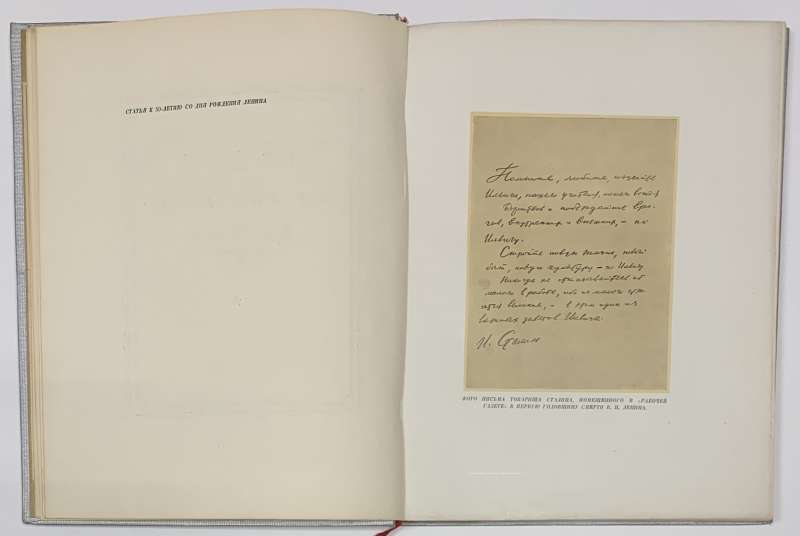 СТАТЬЯ К 50-ЛЕТИЮ СО ДНЯ РОЖДЕНИЯ ЛЕНИНА
Помните, любите, изучайте
Ильича, нашего учителя, нашего вождя.
Боритесь и побеждайте вра-
гов, внутренних и внешних, — по
Ильичу.
Стройте новую жизнь, новый
быт, новую культуру — по Ильичу.
Никогда не отказывайтесь от
малого в работе, ибо из малого стро-
ится великое, — в этом один из
важных заветов Ильича.
И. Сталин
ФОТО ПИСЬМА ТОВАРИЩА СТАЛИНА, ПОМЕЩЕННОГО В «РАБОЧЕЙ
ГАЗЕТЕ» В ПЕРВУЮ ГОДОВЩИНУ СМЕРТИ В. И. ЛЕНИНА.